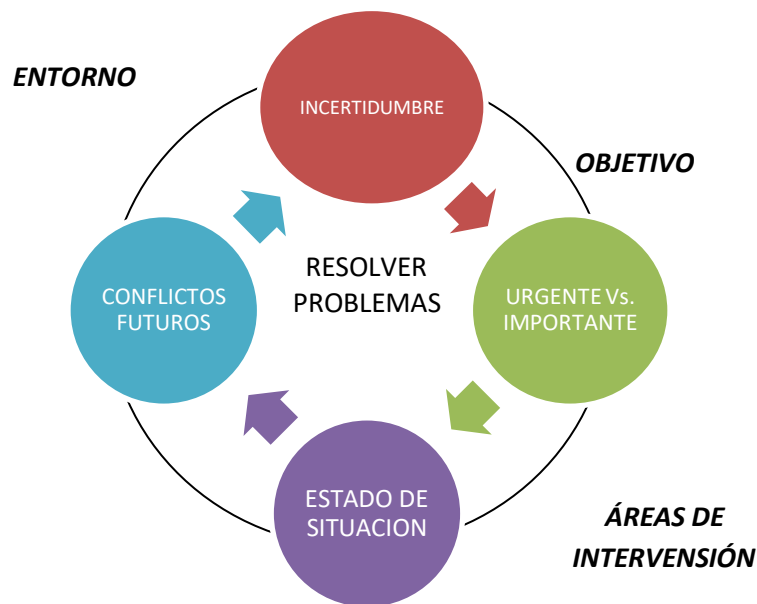 ENTORNO
INCERTIDUMBRE
OBJETIVO
RESOLVER
PROBLEMAS
CONFLICTOS
FUTUROS
URGENTE Vs.
IMPORTANTE
ESTADO DE
SITUACION
ÁREAS DE
INTERVENSIÓN